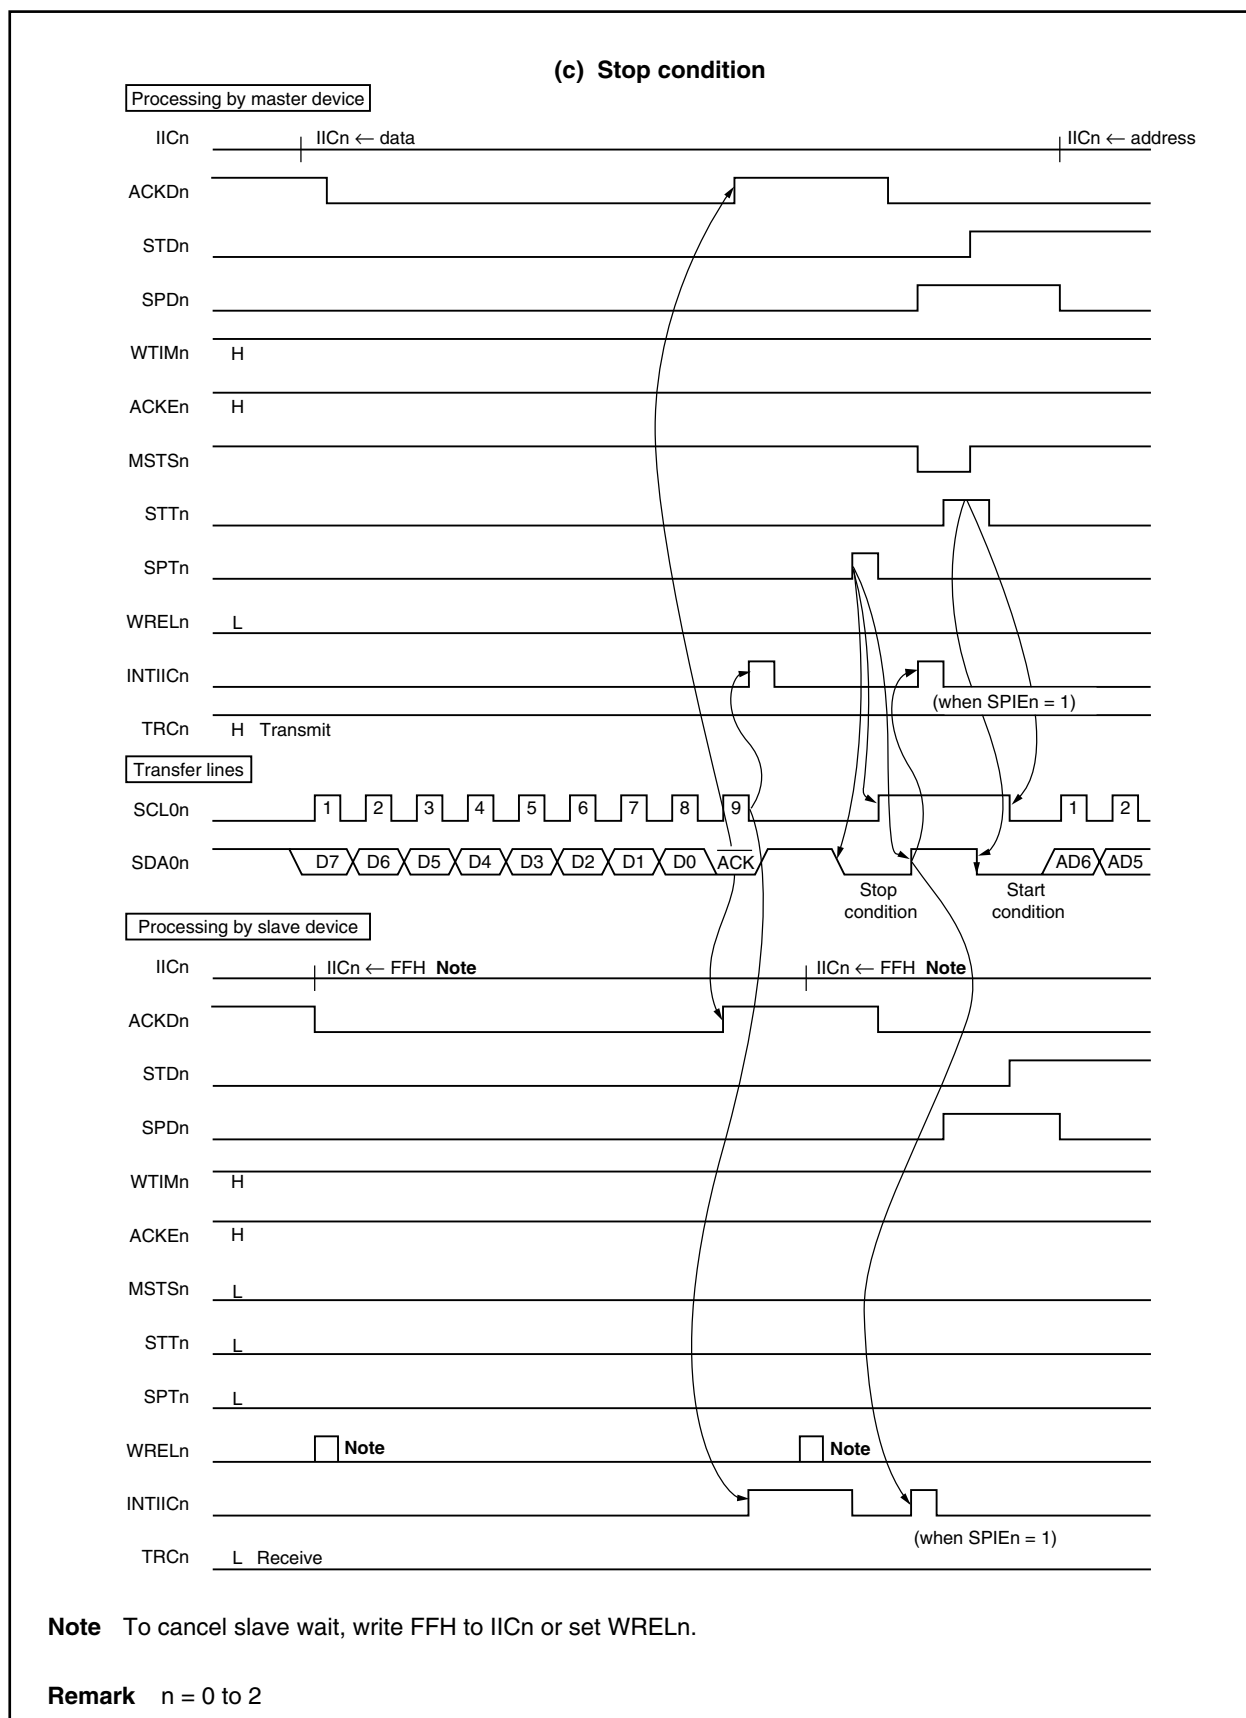 (c) Stop condition
Processing by master device
IICn IICn ← data IICn ← address
ACKDn
STDn
SPDn
WTIMn H
ACKEn H
MSTSn
STTn
SPTn
WRELn L
INTIICn
(when SPIEn = 1)
TRCn H Transmit
Transfer lines
SCL0n 1 2 3 4 5 6 7 8 9 1 2
SDA0n D7 D6 D5 D4 D3 D2 D1 D0 A̅C̅K̅ AD6 AD5
Stop condition
Start condition
Processing by slave device
IICn IICn ← FFH Note IICn ← FFH Note
ACKDn
STDn
SPDn
WTIMn H
ACKEn H
MSTSn L
STTn L
SPTn L
WRELn Note Note
INTIICn
(when SPIEn = 1)
TRCn L Receive
Note To cancel slave wait, write FFH to IICn or set WRELn.
Remark n = 0 to 2